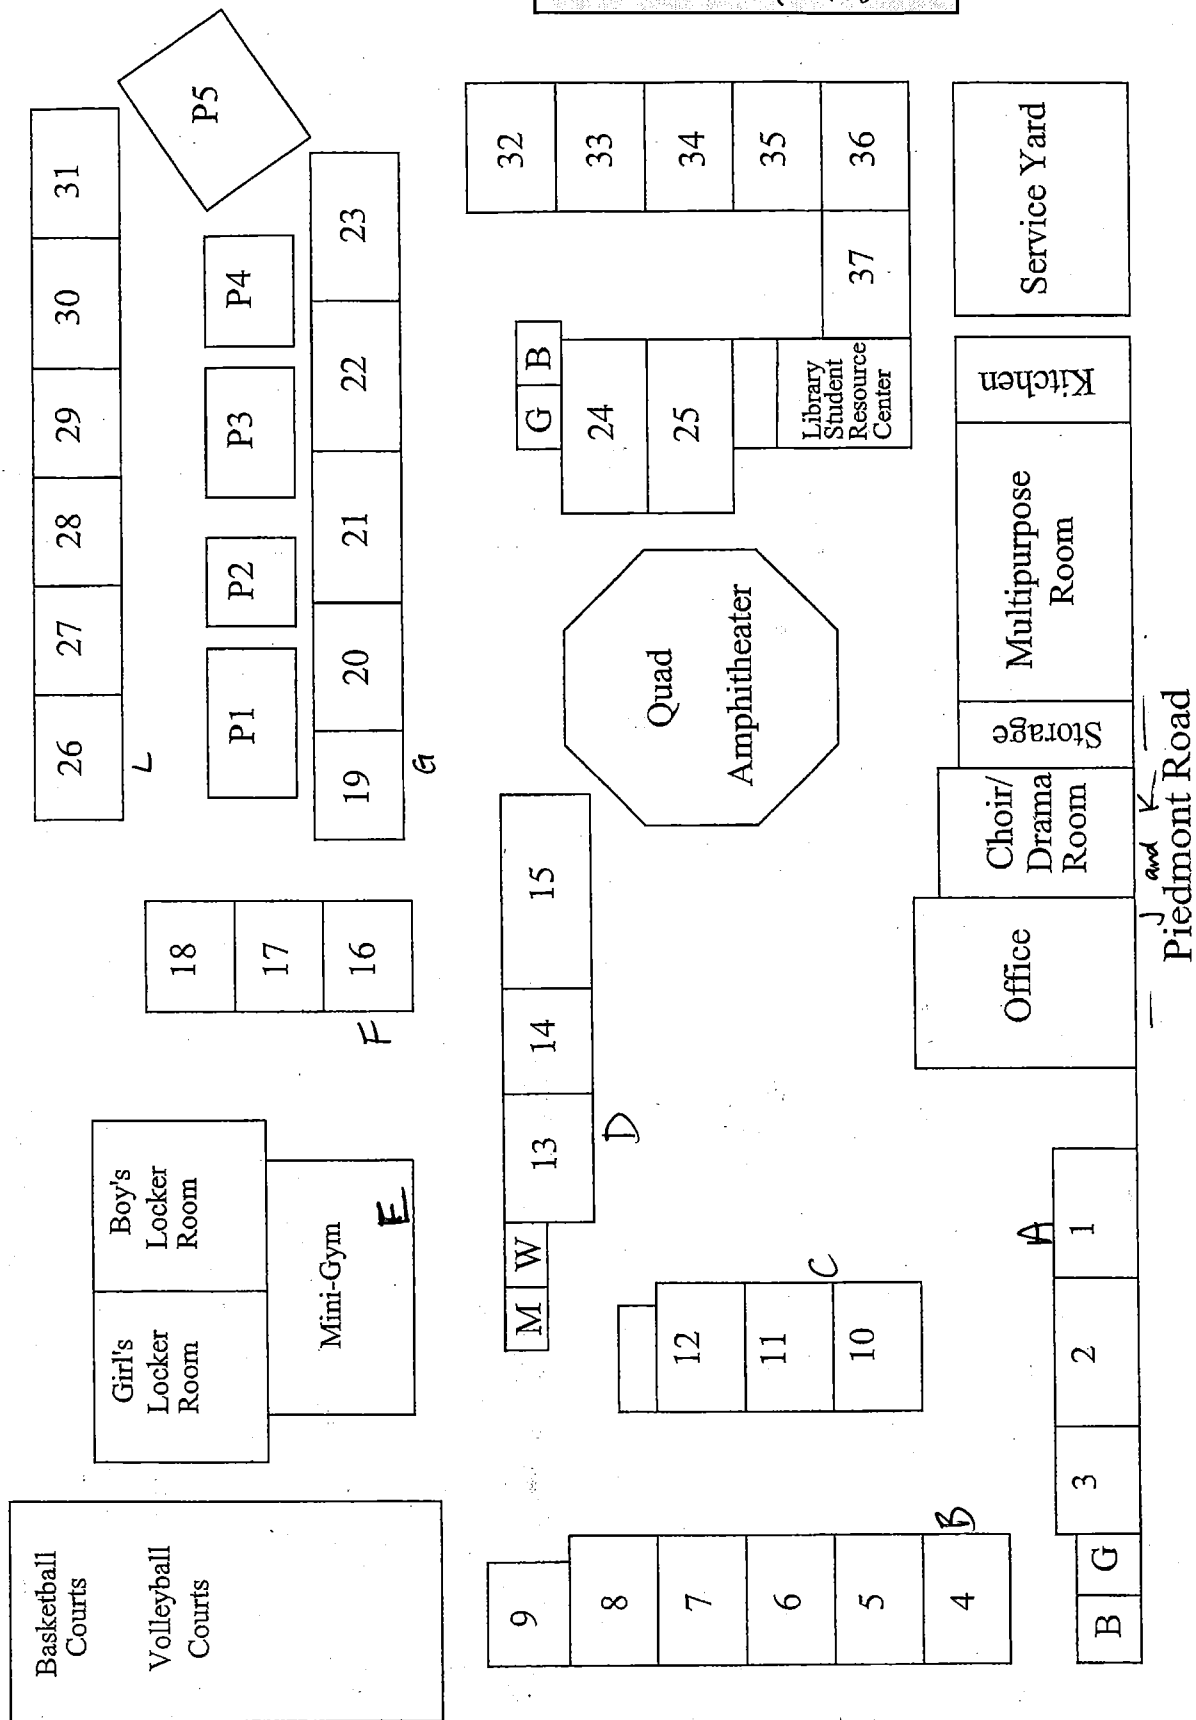 Basketball
Courts
Volleyball
Courts
Girl's
Locker
Room
Boy's
Locker
Room
Mini-Gym
E
18
17
16
F
26
27
28
29
30
31
L
P1
P2
P3
P4
P5
19
20
21
22
23
G
9
8
7
6
5
4
B
M
W
13
14
15
D
12
11
10
C
Quad
Amphitheater
G
B
24
25
Library
Student
Resource
Center
32
33
34
35
36
37
B
G
3
2
1
A
Office
Choir/
Drama
Room
Storage
Multipurpose
Room
Kitchen
Service Yard
J and K
Piedmont Road